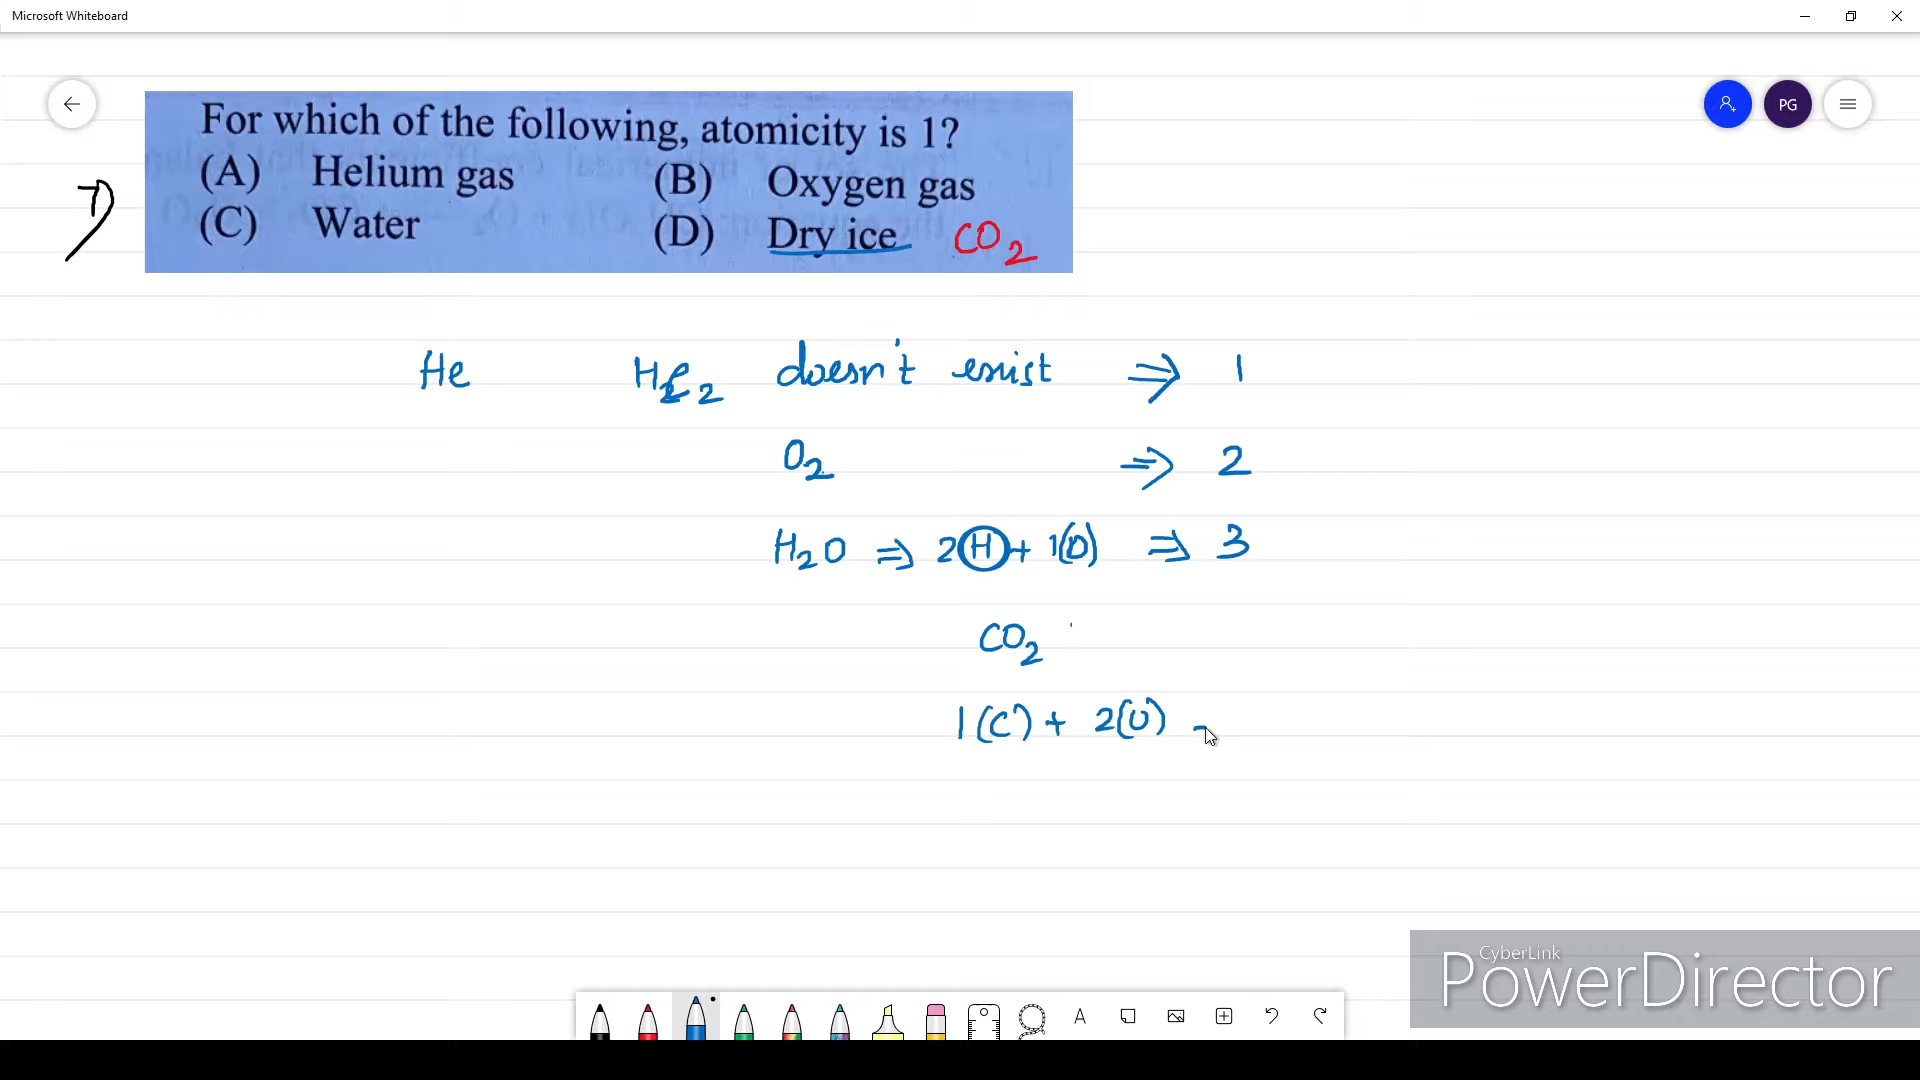 Microsoft Whiteboard
PG
For which of the following, atomicity is 1?
(A) Helium gas (B) Oxygen gas
(C) Water (D) Dry ice CO2
1)
He He2 doesn't exist ⇒ 1
O2 ⇒ 2
H2O ⇒ 2(H) + 1(O) ⇒ 3
CO2
1(C) + 2(O)
A
CyberLink
PowerDirector